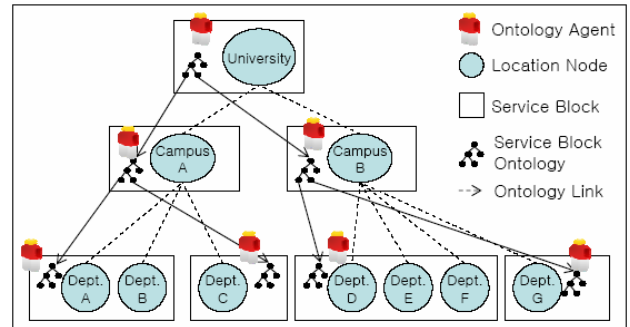 Ontology Agent
University
Location Node
Service Block
Campus
A
Campus
B
Service Block
Ontology
Ontology Link
Dept.
A
Dept.
B
Dept.
C
Dept.
D
Dept.
E
Dept.
F
Dept.
G